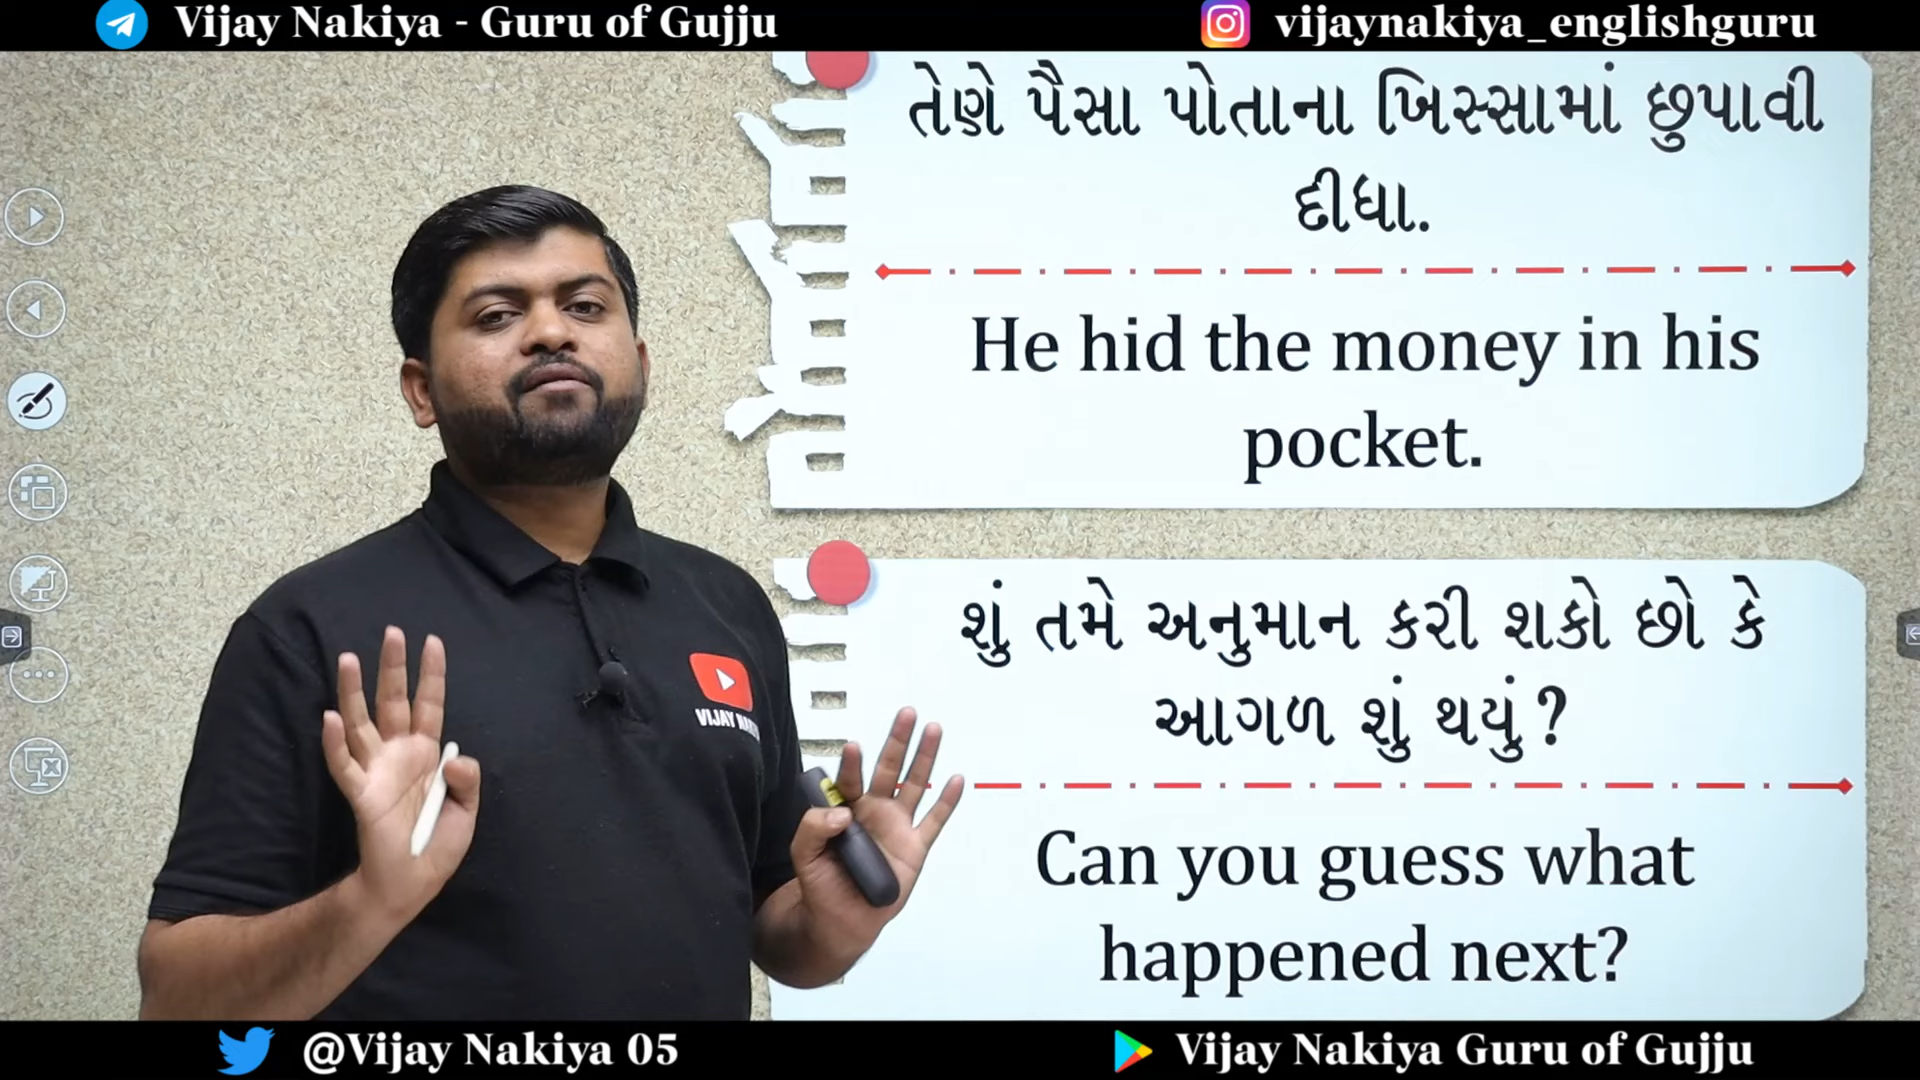 Vijay Nakiya - Guru of Gujju
vijaynakiya_englishguru
તેણે પૈસા પોતાના ખિસ્સામાં છુપાવી
દીધા.
He hid the money in his
pocket.
શું તમે અનુમાન કરી શકો છો કે
આગળ શું થયું?
Can you guess what
happened next?
VIJAY
@Vijay Nakiya 05
Vijay Nakiya Guru of Gujju